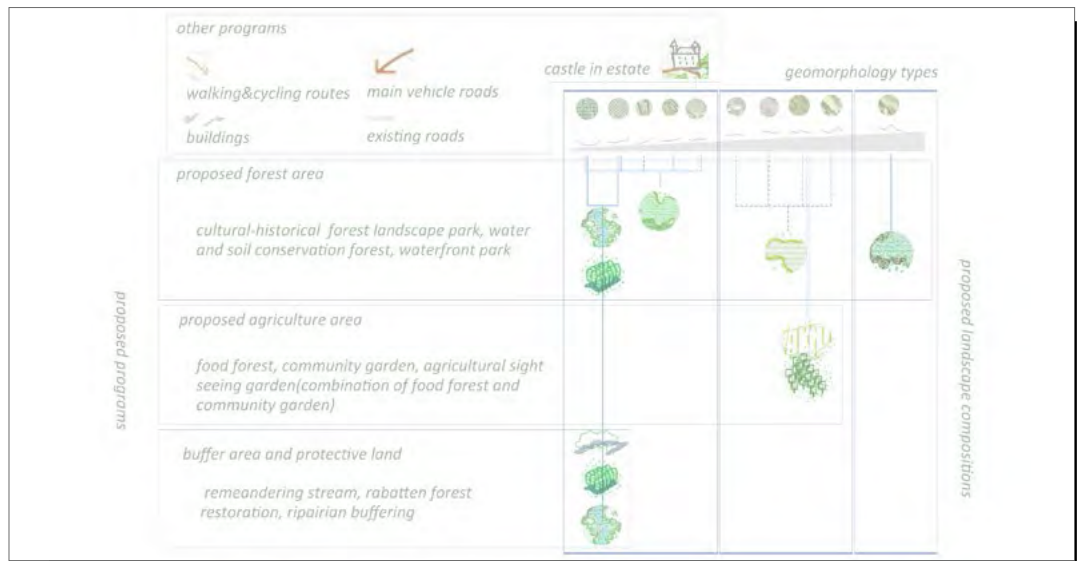 other programs
castle in estate
geomorphology types
walking&cycling routes
main vehicle roads
buildings
existing roads
proposed forest area
cultural-historical forest landscape park, water
and soil conservation forest, waterfront park
proposed programs
proposed landscape compositions
proposed agriculture area
food forest, community garden, agricultural sight
seeing garden(combination of food forest and
community garden)
buffer area and protective land
remeandering stream, rabatten forest
restoration, ripairian buffering